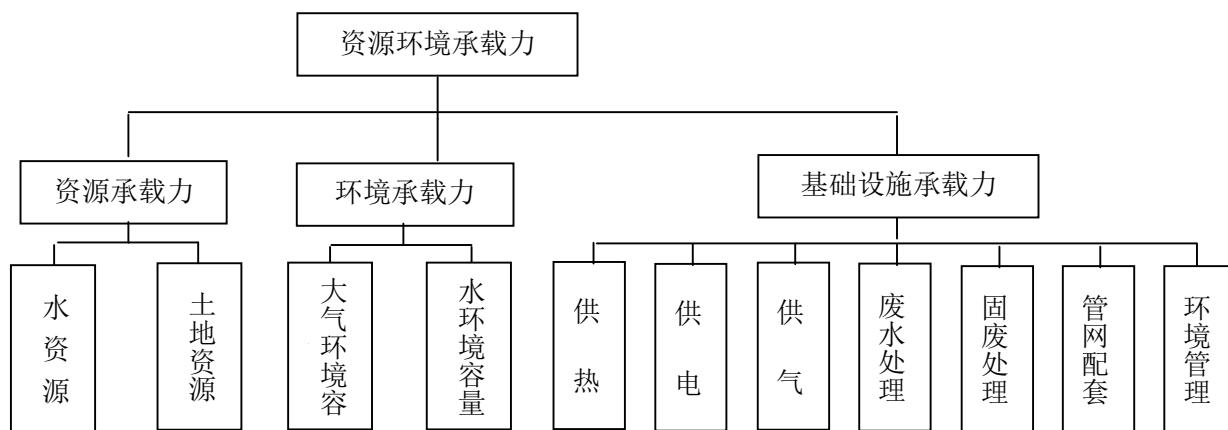 资源环境承载力
资源承载力
环境承载力
基础设施承载力
水资源
土地资源
大气环境容
水环境容量
供热
供电
供气
废水处理
固废处理
管网配套
环境管理